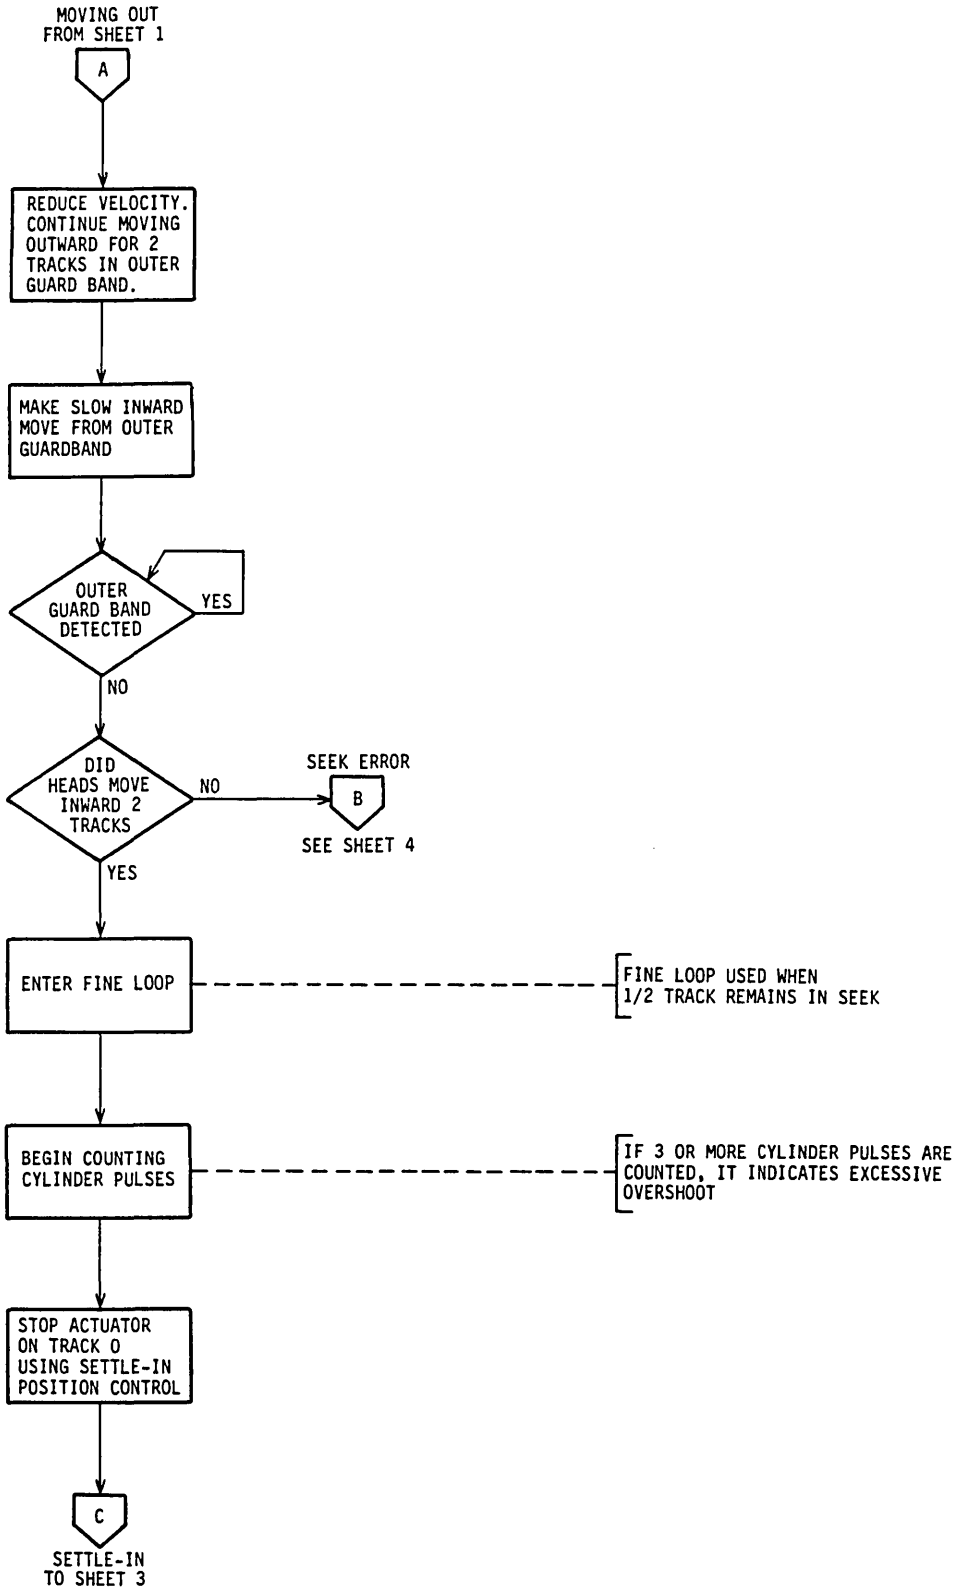 MOVING OUT
FROM SHEET 1
A
REDUCE VELOCITY.
CONTINUE MOVING
OUTWARD FOR 2
TRACKS IN OUTER
GUARD BAND.
MAKE SLOW INWARD
MOVE FROM OUTER
GUARDBAND
OUTER
GUARD BAND
DETECTED
YES
NO
DID
HEADS MOVE
INWARD 2
TRACKS
NO
SEEK ERROR
B
SEE SHEET 4
YES
ENTER FINE LOOP
FINE LOOP USED WHEN
1/2 TRACK REMAINS IN SEEK
BEGIN COUNTING
CYLINDER PULSES
IF 3 OR MORE CYLINDER PULSES ARE
COUNTED, IT INDICATES EXCESSIVE
OVERSHOOT
STOP ACTUATOR
ON TRACK 0
USING SETTLE-IN
POSITION CONTROL
C
SETTLE-IN
TO SHEET 3